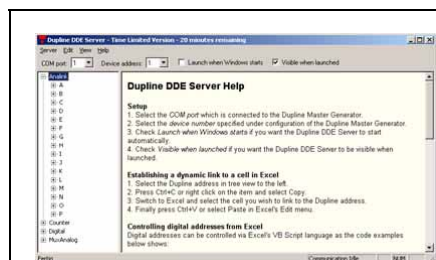 Dupline DDE Server - Time Limited Version - 20 minutes remaining
Server Edit View Help
COM port: 1 Device address: 1 Launch when Windows starts Visible when launched
Analink
A
B
C
D
E
F
G
H
I
J
K
L
M
N
O
P
Counter
Digital
MuxAnalog
Dupline DDE Server Help
Setup
1. Select the COM port which is connected to the Dupline Master Generator.
2. Select the device number specified under configuration of the Dupline Master Generator.
3. Check Launch when Windows starts if you want the Dupline DDE Server to start
automatically.
4. Check Visible when launched if you want the Dupline DDE Server to be visible when
launched.
Establishing a dynamic link to a cell in Excel
1. Select the Dupline address in tree view to the left.
2. Press Ctrl+C or right click on the item and select Copy.
3. Switch to Excel and select the cell you wish to link to the Dupline address.
4. Finally press Ctrl+V or select Paste in Excel's Edit menu.
Controlling digital addresses from Excel
Digital addresses can be controlled via Excel's VB Script language as the code examples
below shows:
Communication Idle NUM